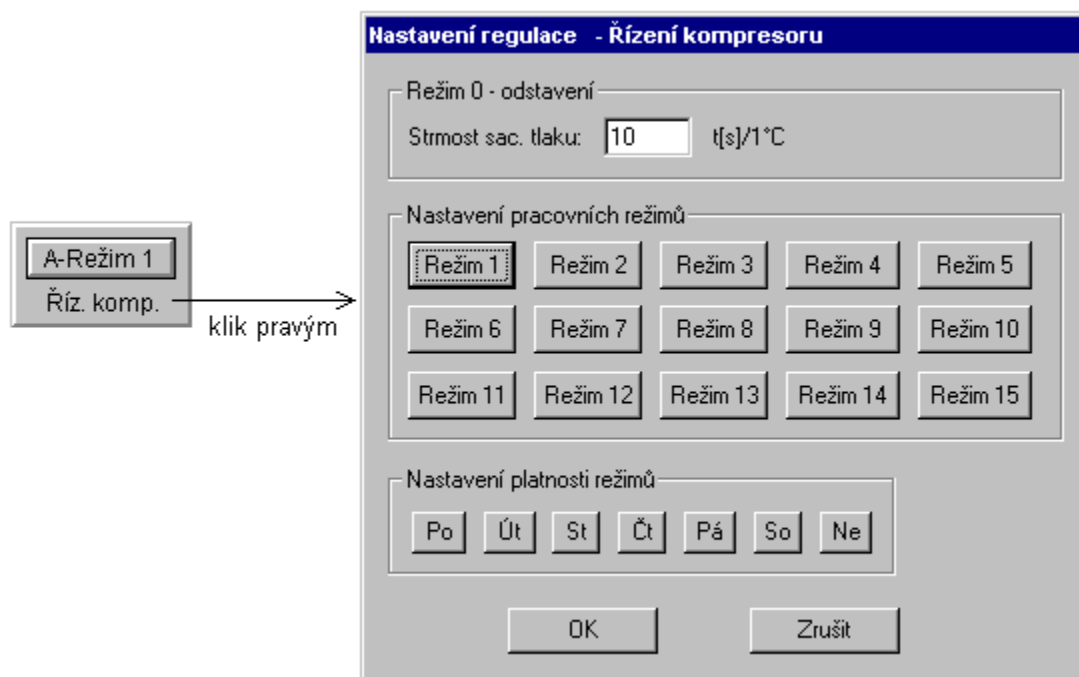 Nastavení regulace - Řízení kompresoru
Režim 0 - odstavení
Strmost sac. tlaku: 10 t[s]/1°C
Nastavení pracovních režimů
Režim 1 Režim 2 Režim 3 Režim 4 Režim 5
Režim 6 Režim 7 Režim 8 Režim 9 Režim 10
Režim 11 Režim 12 Režim 13 Režim 14 Režim 15
Nastavení platnosti režimů
Po Út St Čt Pá So Ne
OK Zrušit
A-Režim 1
Říz. komp.
klik pravým